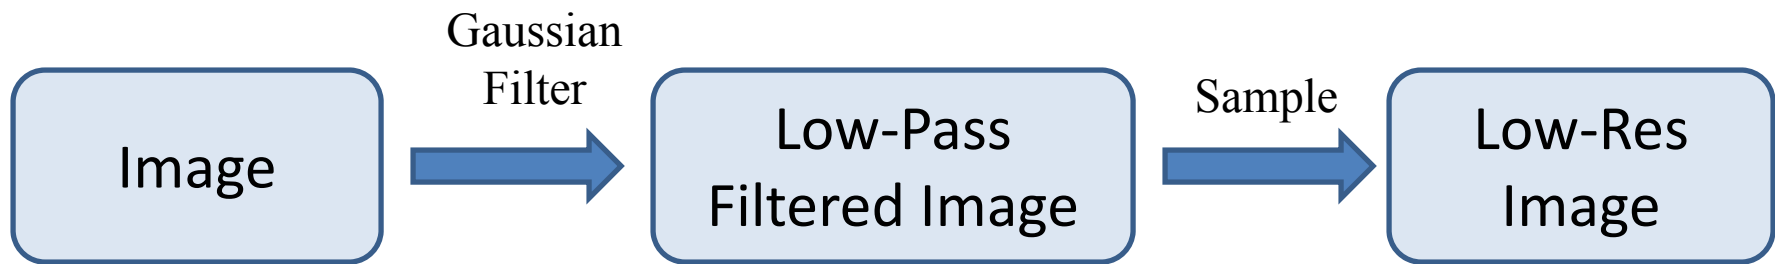 Image
Gaussian
Filter
Low-Pass
Filtered Image
Sample
Low-Res
Image